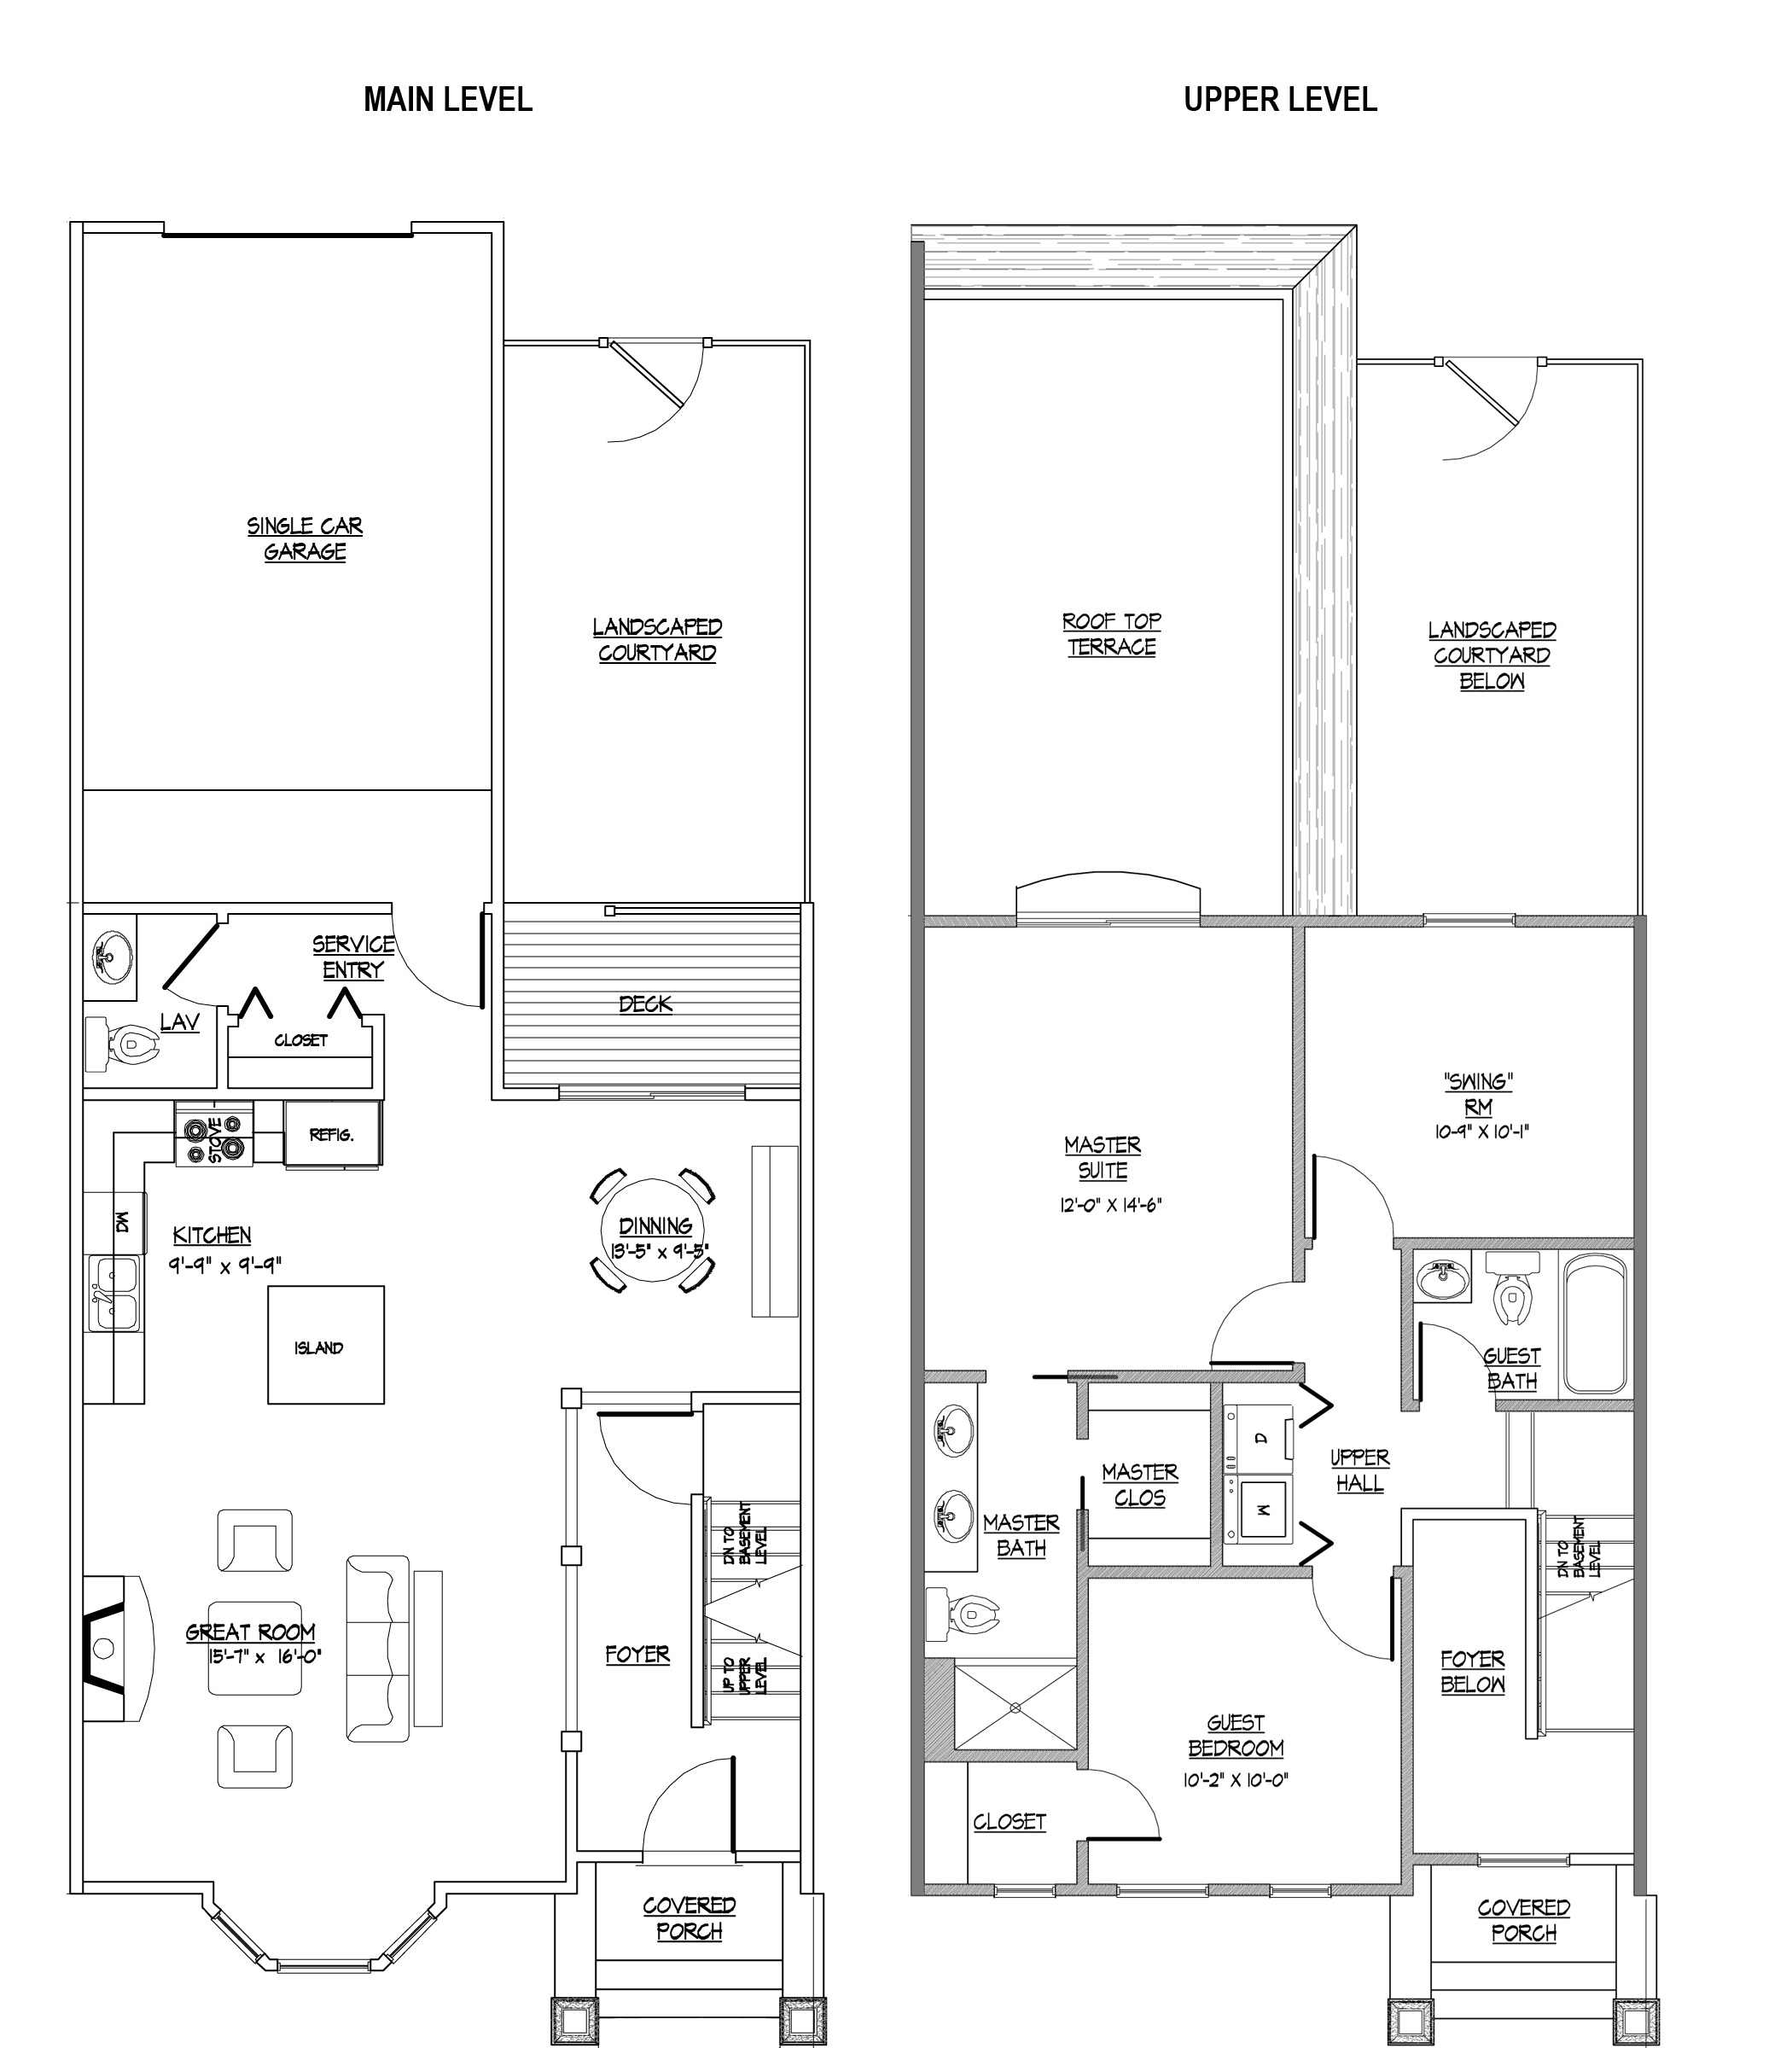 MAIN LEVEL
UPPER LEVEL
SINGLE CAR
GARAGE
LANDSCAPED
COURTYARD
SERVICE
ENTRY
LAV
CLOSET
DECK
STOVE
REFIG.
DW
KITCHEN
9'-9" x 9'-9"
DINNING
13'-5" x 9'-5"
ISLAND
DN TO
BASEMENT
LEVEL
GREAT ROOM
15'-7" x 16'-0"
FOYER
UP TO
UPPER
LEVEL
COVERED
PORCH
ROOF TOP
TERRACE
LANDSCAPED
COURTYARD
BELOW
"SWING"
RM
10-9" X 10'-1"
MASTER
SUITE
12'-0" X 14'-6"
GUEST
BATH
D
W
UPPER
HALL
MASTER
CLOS
MASTER
BATH
DN TO
BASEMENT
LEVEL
FOYER
BELOW
GUEST
BEDROOM
10'-2" X 10'-0"
CLOSET
COVERED
PORCH